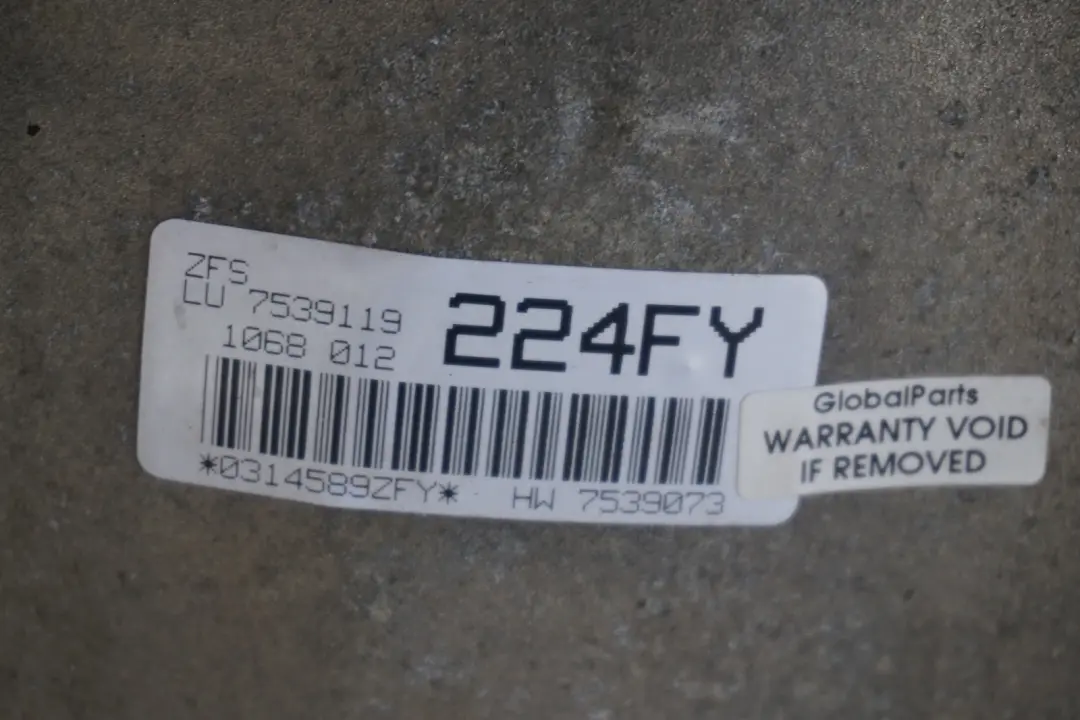 ZFS
LU 7539119
1068 012
224FY
*0314589ZFY*
HW 7539073
GlobalParts
WARRANTY VOID
IF REMOVED